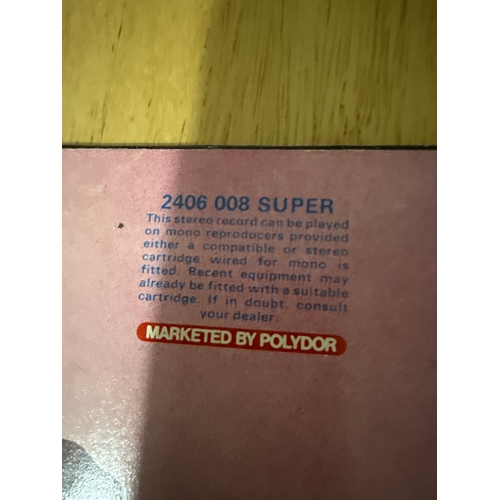 2406 008 SUPER
This stereo record can be played
on mono reproducers provided
either a compatible or stereo
cartridge wired for mono is
fitted. Recent equipment may
already be fitted with a suitable
cartridge. If in doubt, consult
your dealer.
MARKETED BY POLYDOR